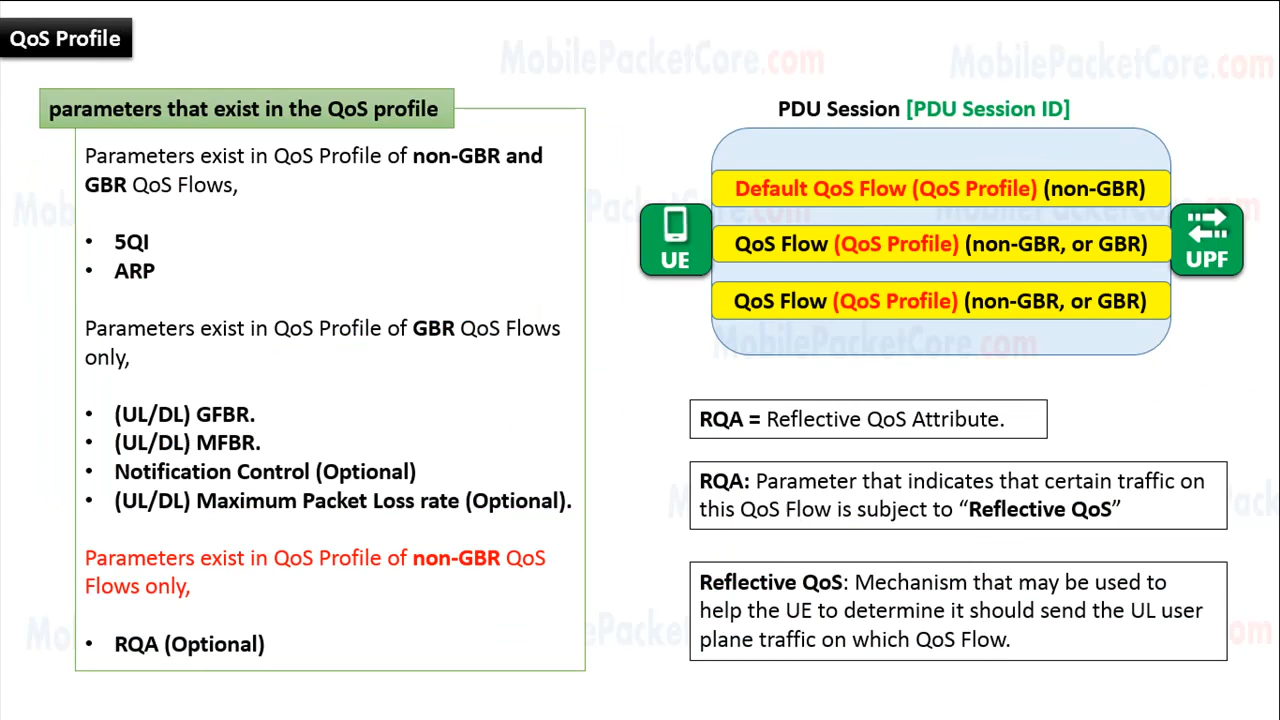 QoS Profile
MobilePacketCore.com
MobilePacketCore.com
parameters that exist in the QoS profile
Parameters exist in QoS Profile of non-GBR and
GBR QoS Flows,
• 5QI
• ARP
Parameters exist in QoS Profile of GBR QoS Flows
only,
• (UL/DL) GFBR.
• (UL/DL) MFBR.
• Notification Control (Optional)
• (UL/DL) Maximum Packet Loss rate (Optional).
Parameters exist in QoS Profile of non-GBR QoS
Flows only,
• RQA (Optional)
PDU Session [PDU Session ID]
Default QoS Flow (QoS Profile) (non-GBR)
QoS Flow (QoS Profile) (non-GBR, or GBR)
QoS Flow (QoS Profile) (non-GBR, or GBR)
UE
UPF
MobilePacketCore.com
RQA = Reflective QoS Attribute.
RQA: Parameter that indicates that certain traffic on
this QoS Flow is subject to “Reflective QoS”
Reflective QoS: Mechanism that may be used to
help the UE to determine it should send the UL user
plane traffic on which QoS Flow.